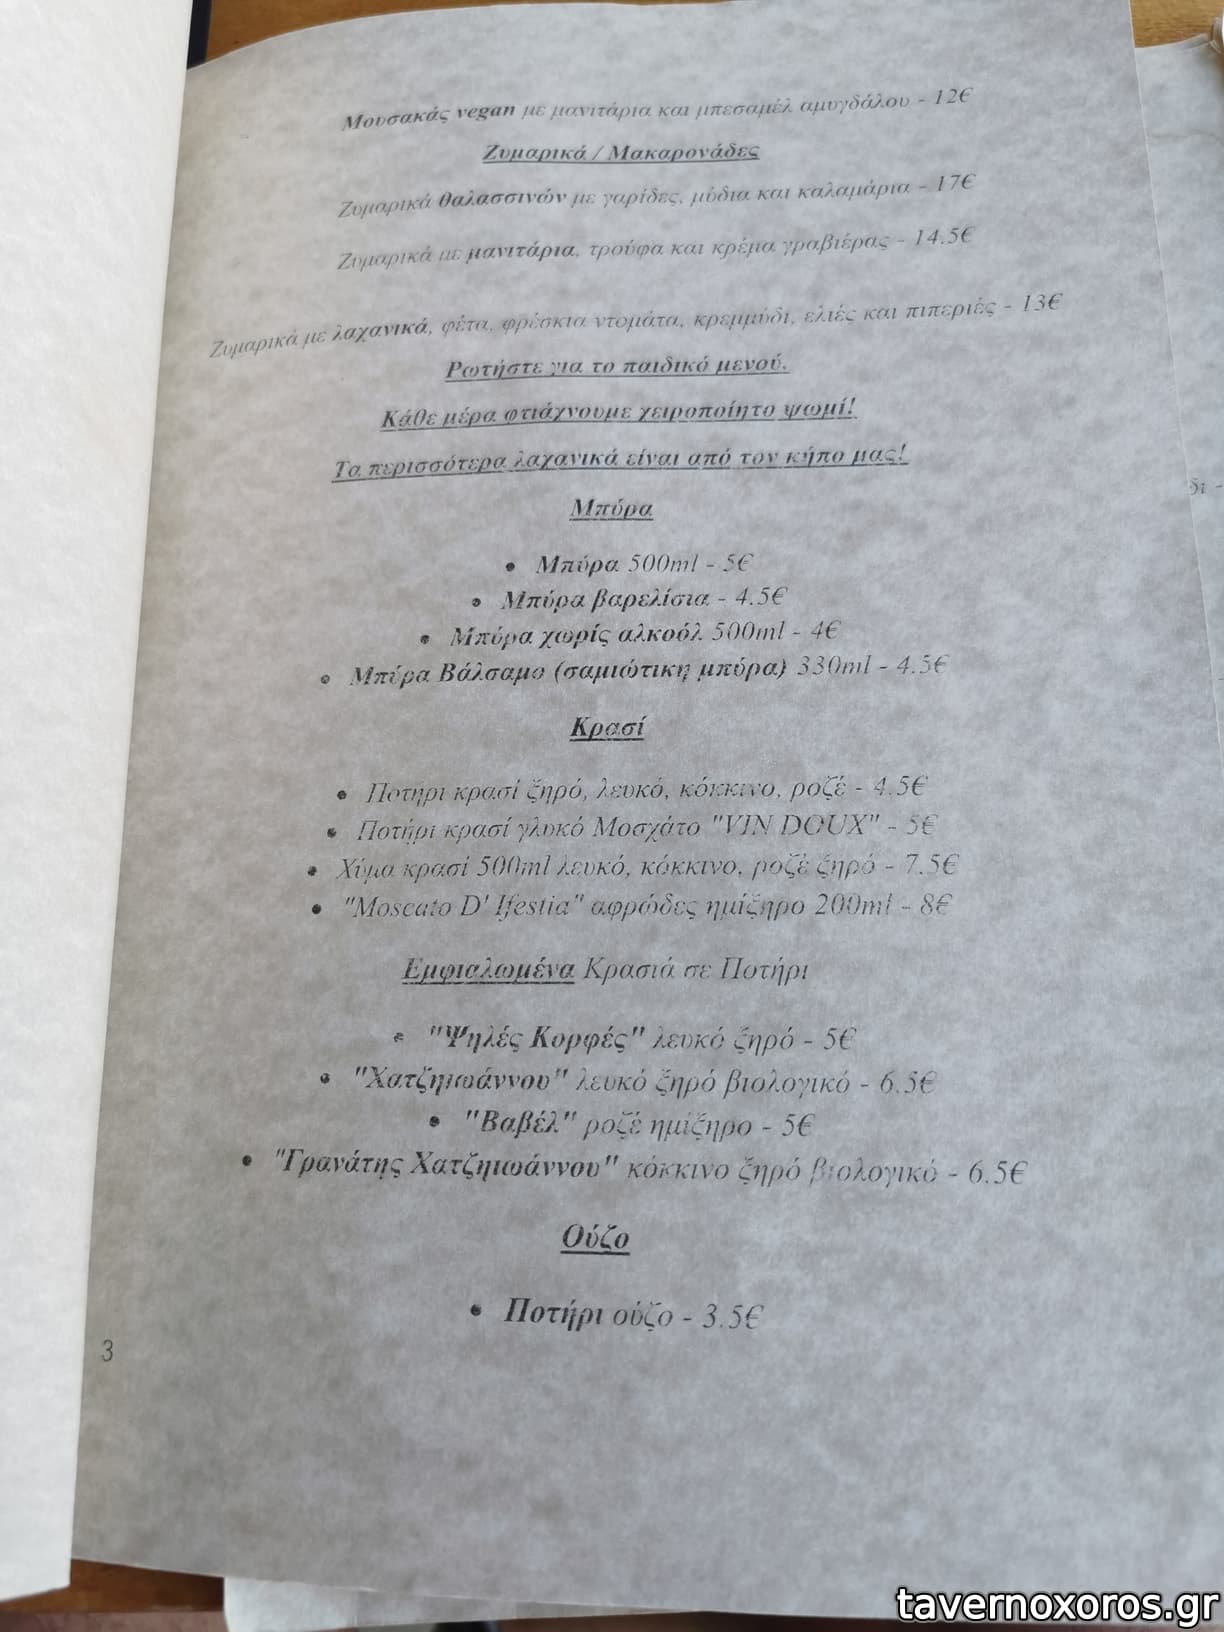 Μουσακάς vegan με μανιτάρια και μπεσαμέλ αμυγδάλου - 12€
Ζυμαρικά / Μακαρονάδες
Ζυμαρικά θαλασσινών με γαρίδες, μύδια και καλαμάρια - 17€
Ζυμαρικά με μανιτάρια, τρούφα και κρέμα γραβιέρας - 14.5€
Ζυμαρικά με λαχανικά, φέτα, φρέσκια ντομάτα, κρεμμύδι, ελιές και πιπεριές - 13€
Ρωτήστε για το παιδικό μενού.
Κάθε μέρα φτιάχνουμε χειροποίητο ψωμί!
Τα περισσότερα λαχανικά είναι από τον κήπο μας!
Μπύρα
• Μπύρα 500ml - 5€
• Μπύρα βαρελίσια - 4.5€
• Μπύρα χωρίς αλκοόλ 500ml - 4€
• Μπύρα Βάλσαμο (σαμιώτικη μπύρα) 330ml - 4.5€
Κρασί
• Ποτήρι κρασί ξηρό, λευκό, κόκκινο, ροζέ - 4.5€
• Ποτήρι κρασί γλυκό Μοσχάτο "VIN DOUX" - 5€
• Χύμα κρασί 500ml λευκό, κόκκινο, ροζέ ξηρό - 7.5€
• "Moscato D' Ifestia" αφρώδες ημίξηρο 200ml - 8€
Εμφιαλωμένα Κρασιά σε Ποτήρι
• "Ψηλές Κορφές" λευκό ξηρό - 5€
• "Χατζηιωάννου" λευκό ξηρό βιολογικό - 6.5€
• "Βαβέλ" ροζέ ημίξηρο - 5€
• "Γρανάτης Χατζηιωάννου" κόκκινο ξηρό βιολογικό - 6.5€
Ούζο
• Ποτήρι ούζο - 3.5€
3
δι -
tavernoxoros.gr